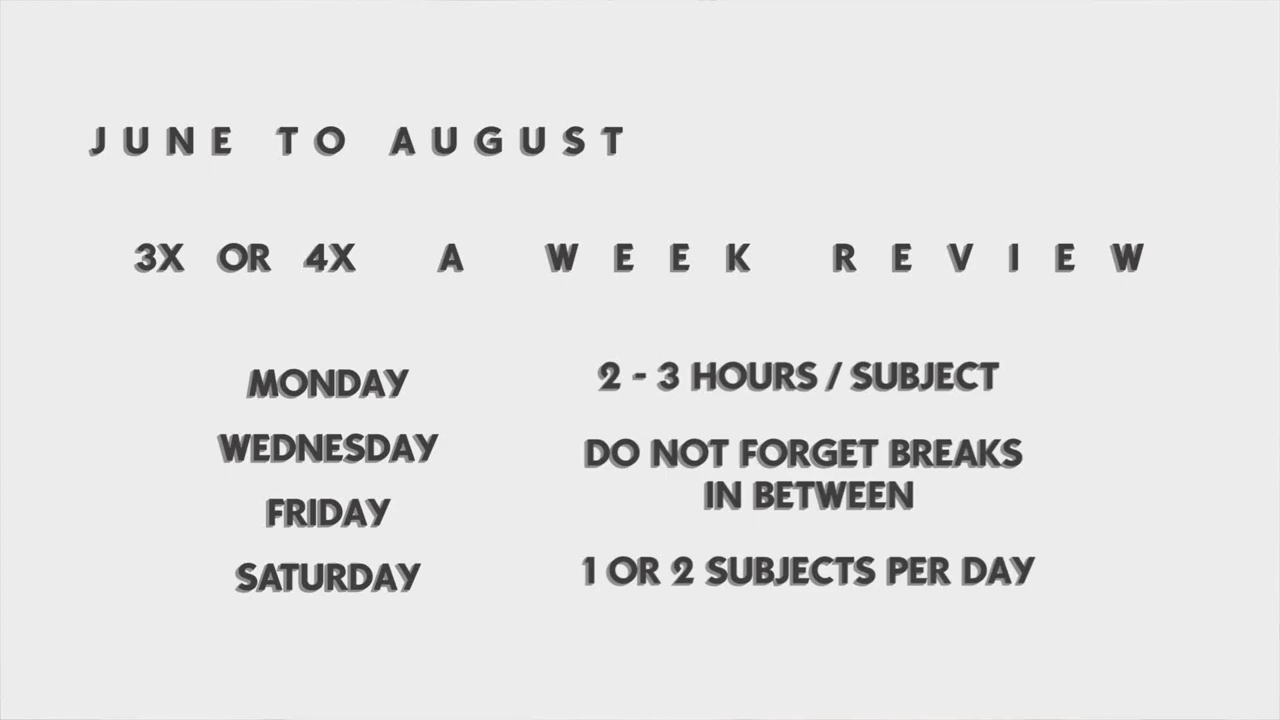 JUNE TO AUGUST
3X OR 4X A WEEK REVIEW
MONDAY
WEDNESDAY
FRIDAY
SATURDAY
2 - 3 HOURS / SUBJECT
DO NOT FORGET BREAKS
IN BETWEEN
1 OR 2 SUBJECTS PER DAY